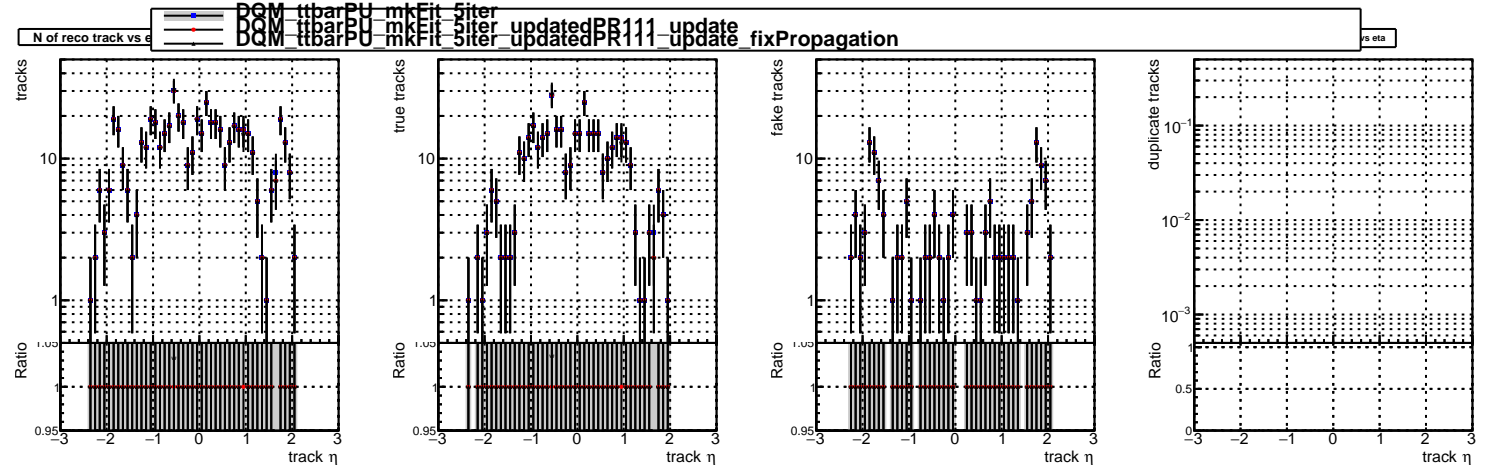 DQM_ttbarPU_mkFit_5iter
DQM_ttbarPU_mkFit_5iter_updatedPR111_update
DQM_ttbarPU_mkFit_5iter_updatedPR111_update_fixPropagation
N of reco track vs e
vs eta
tracks
10
1
Ratio
1.05
1
0.95
−3 −2 −1 0 1 2 3
track η
true tracks
10
1
Ratio
1.05
1
0.95
−3 −2 −1 0 1 2 3
track η
fake tracks
10
1
Ratio
1.05
1
0.95
−3 −2 −1 0 1 2 3
track η
duplicate tracks
10−1
10−2
10−3
Ratio
1
0.5
0
−3 −2 −1 0 1 2 3
track η